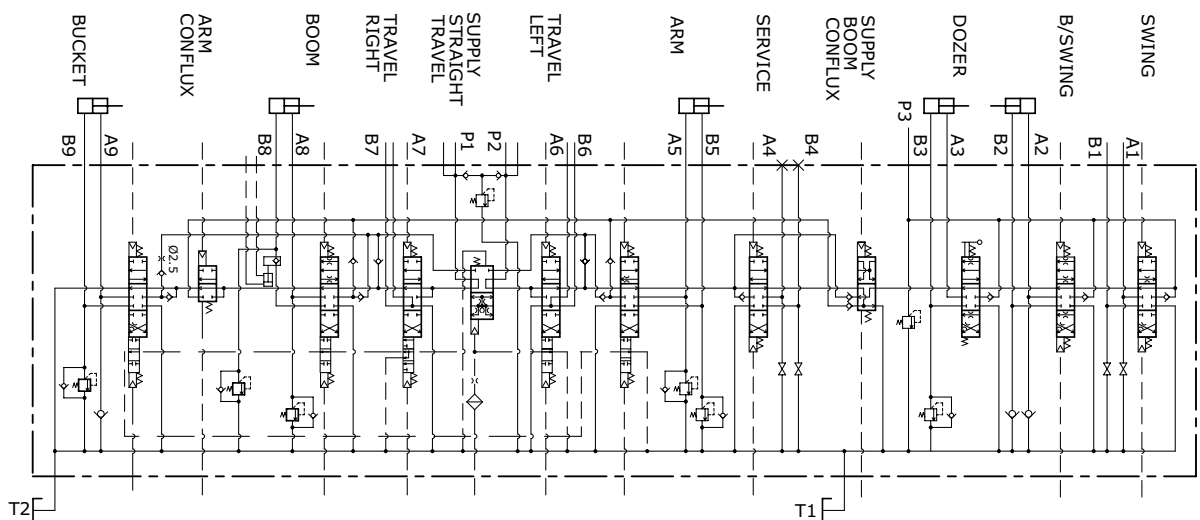 BUCKET
ARM
CONFLUX
BOOM
TRAVEL
RIGHT
SUPPLY
STRAIGHT
TRAVEL
TRAVEL
LEFT
ARM
SERVICE
SUPPLY
BOOM
CONFLUX
DOZER
B/SWING
SWING
B9
A9
B8
A8
B7
A7
P1
P2
A6
B6
A5
B5
A4
B4
P3
B3
A3
B2
A2
B1
A1
Ø2.5
T2
T1